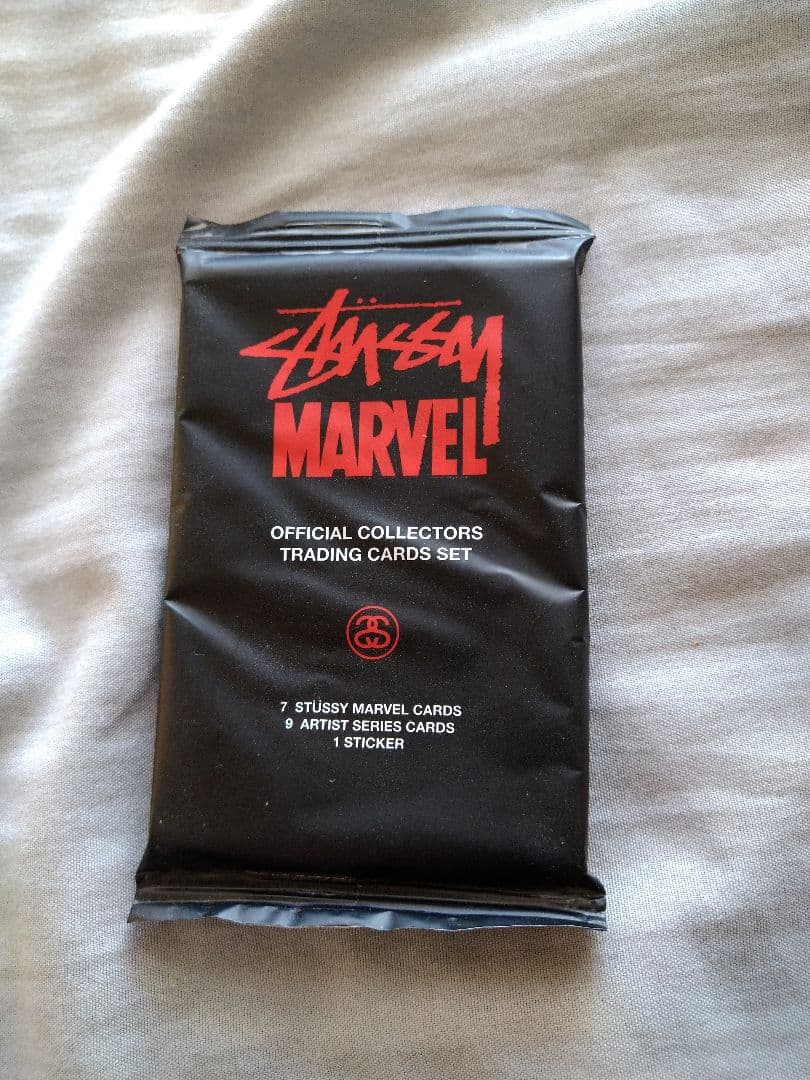 STÜSSY
MARVEL
OFFICIAL COLLECTORS
TRADING CARDS SET
7 STÜSSY MARVEL CARDS
9 ARTIST SERIES CARDS
1 STICKER